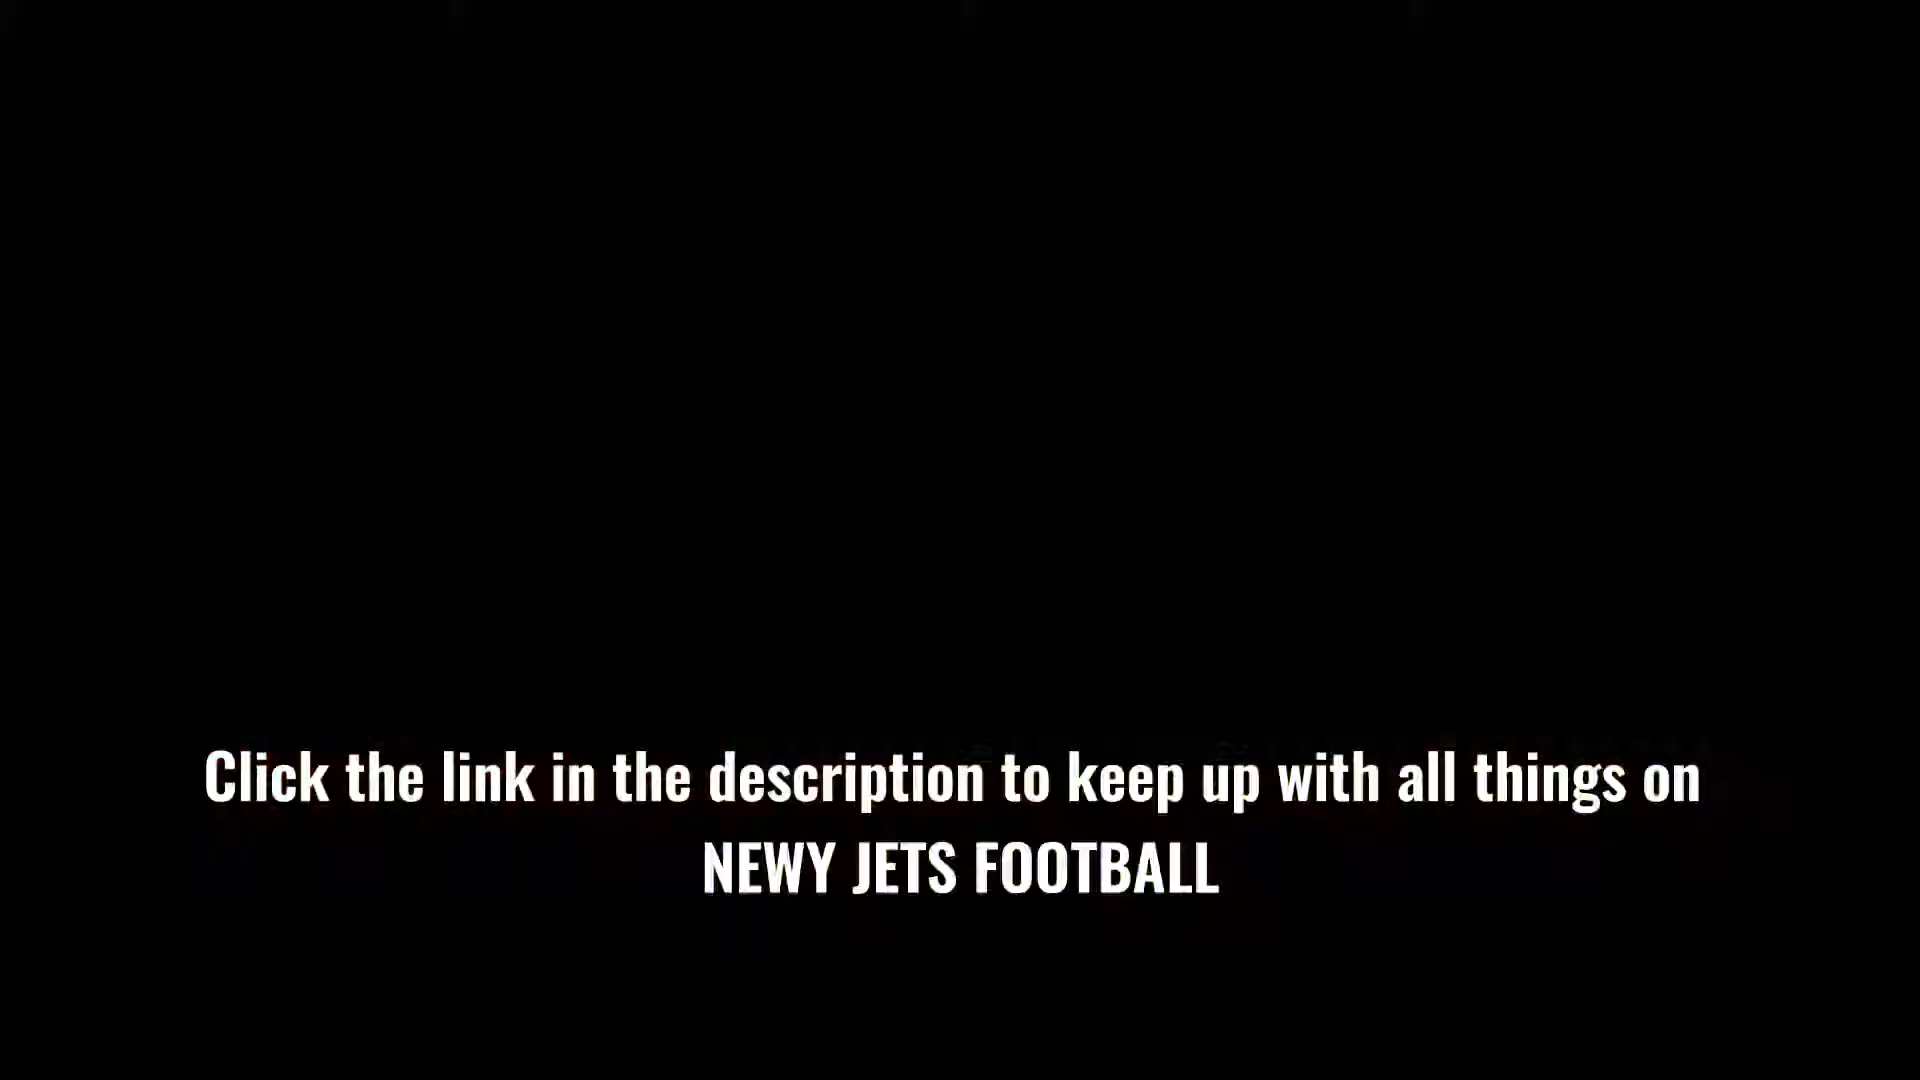 Click the link in the description to keep up with all things on
NEWY JETS FOOTBALL